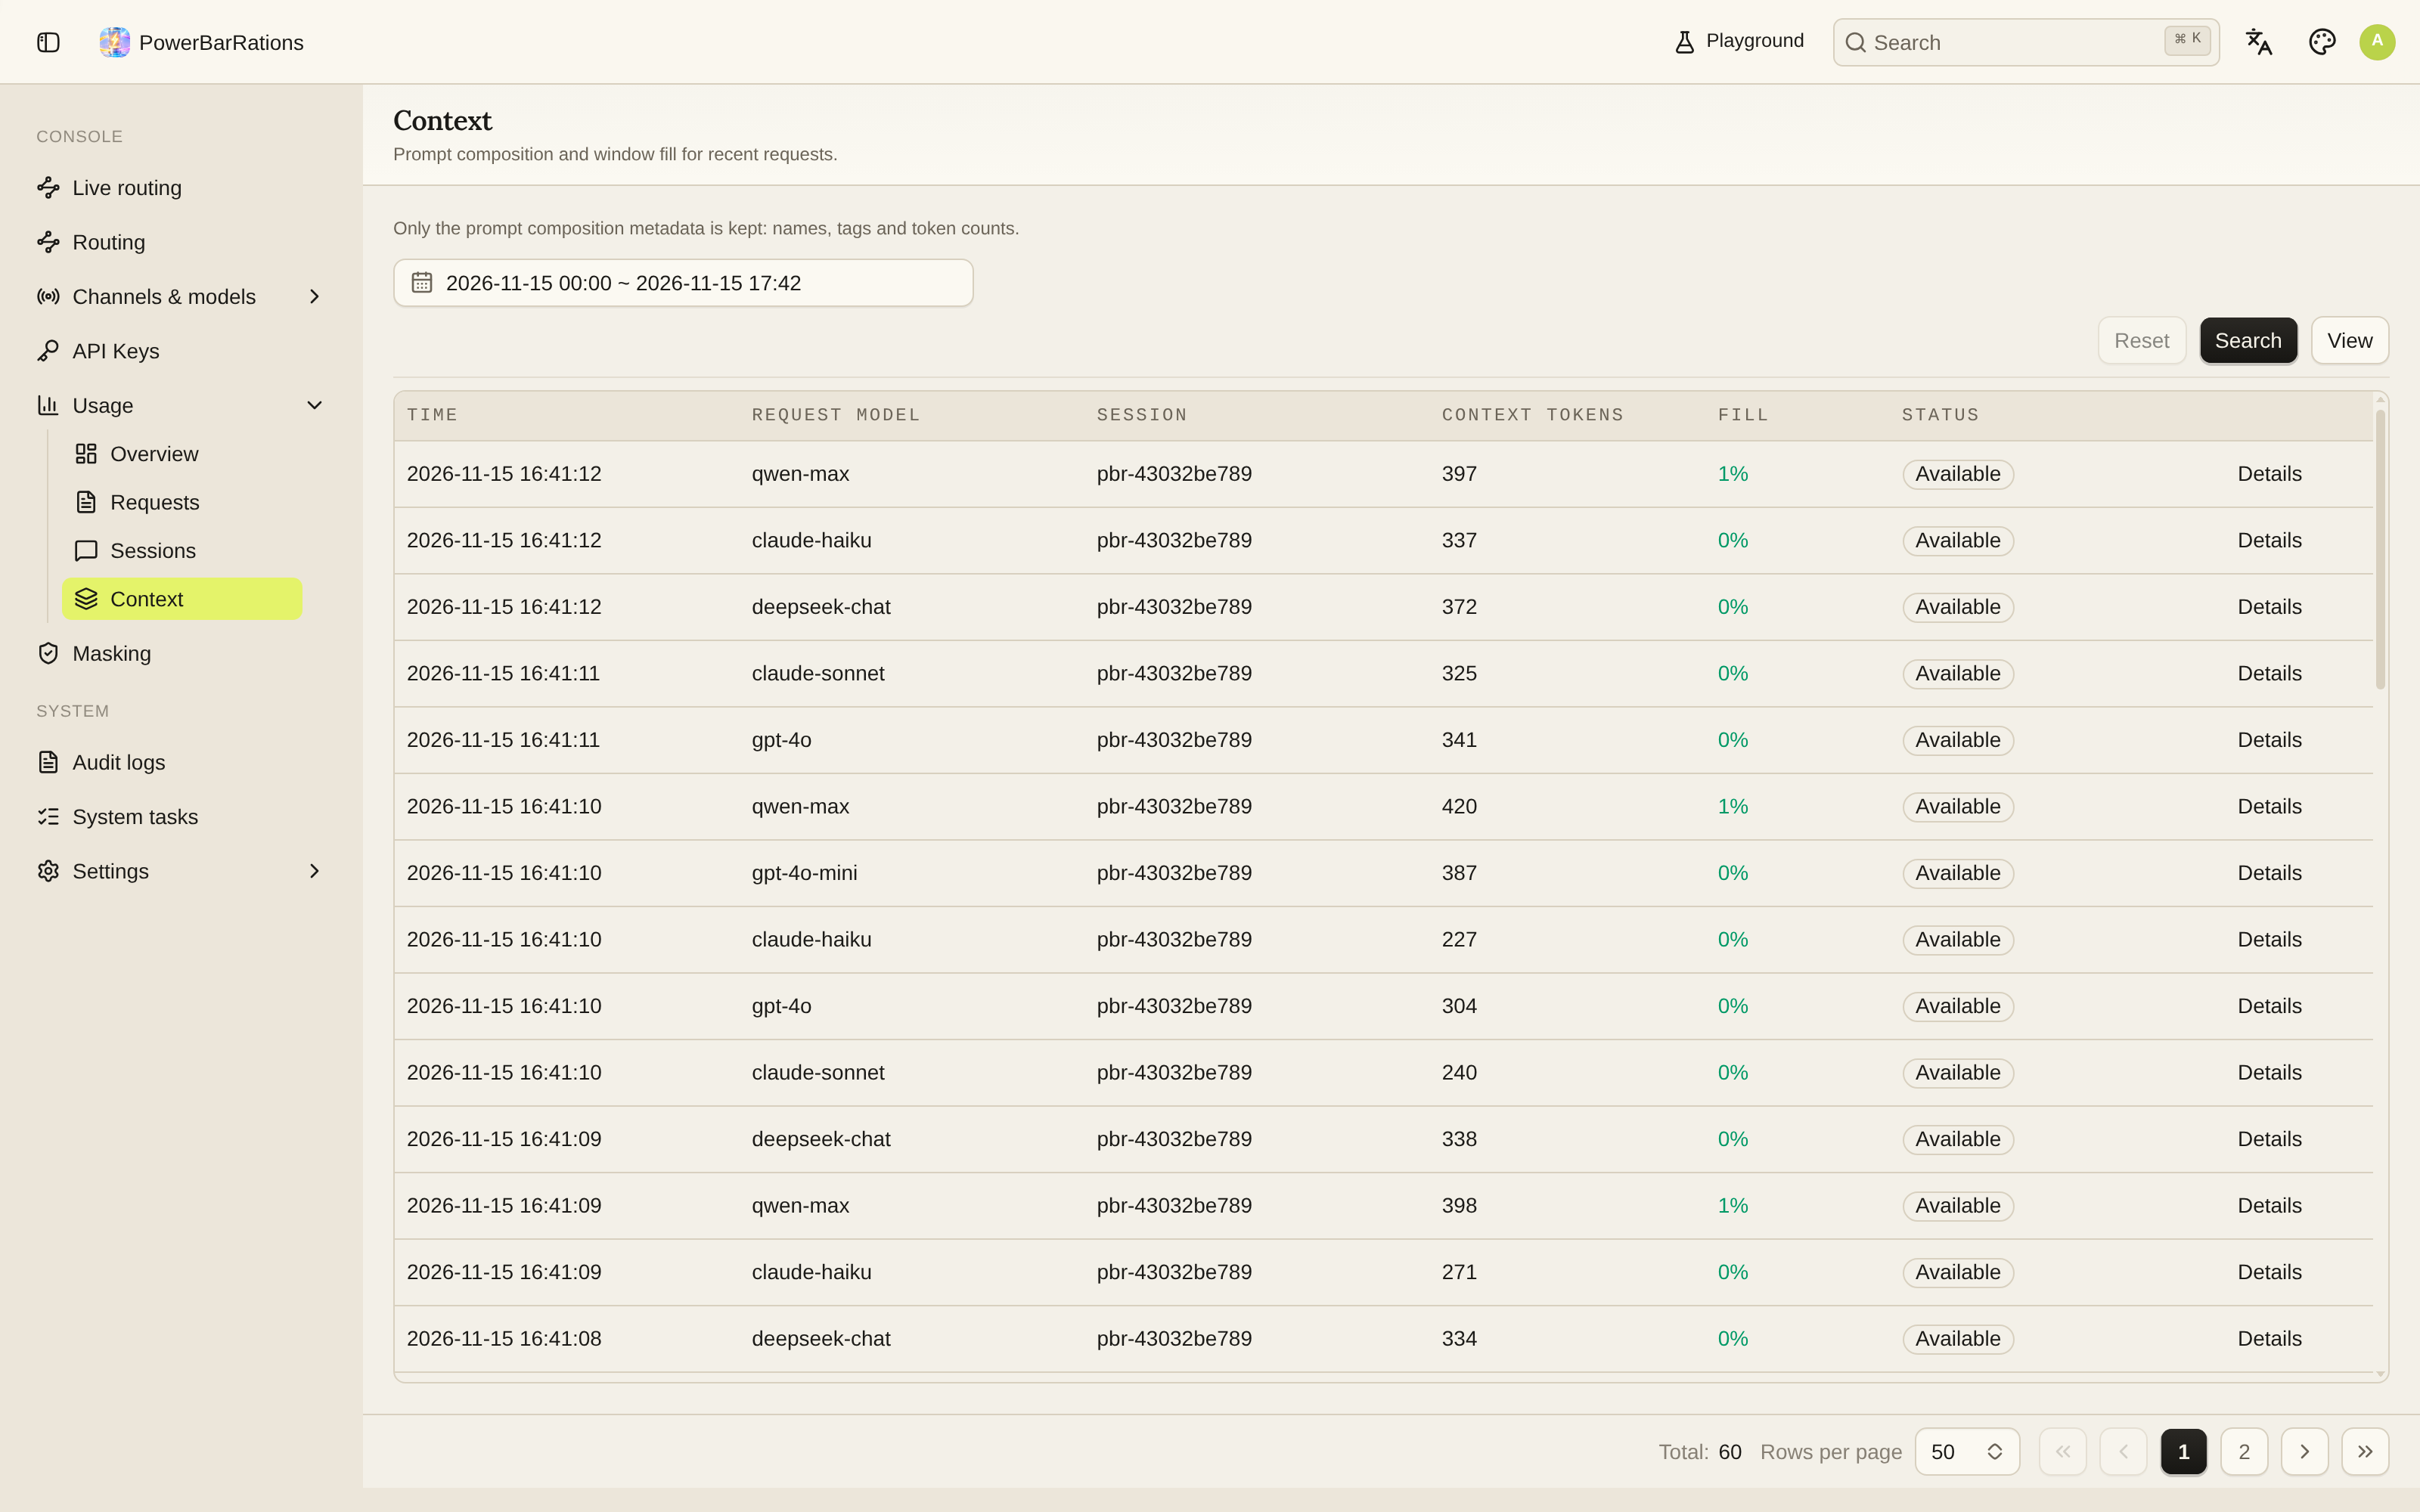 PowerBarRations
Playground
Search
⌘ K
A
CONSOLE
Live routing
Routing
Channels & models
API Keys
Usage
Overview
Requests
Sessions
Context
Masking
SYSTEM
Audit logs
System tasks
Settings
Context
Prompt composition and window fill for recent requests.
Only the prompt composition metadata is kept: names, tags and token counts.
2026-11-15 00:00 ~ 2026-11-15 17:42
Reset Search View
TIME REQUEST MODEL SESSION CONTEXT TOKENS FILL STATUS
2026-11-15 16:41:12 qwen-max pbr-43032be789 397 1% Available Details
2026-11-15 16:41:12 claude-haiku pbr-43032be789 337 0% Available Details
2026-11-15 16:41:12 deepseek-chat pbr-43032be789 372 0% Available Details
2026-11-15 16:41:11 claude-sonnet pbr-43032be789 325 0% Available Details
2026-11-15 16:41:11 gpt-4o pbr-43032be789 341 0% Available Details
2026-11-15 16:41:10 qwen-max pbr-43032be789 420 1% Available Details
2026-11-15 16:41:10 gpt-4o-mini pbr-43032be789 387 0% Available Details
2026-11-15 16:41:10 claude-haiku pbr-43032be789 227 0% Available Details
2026-11-15 16:41:10 gpt-4o pbr-43032be789 304 0% Available Details
2026-11-15 16:41:10 claude-sonnet pbr-43032be789 240 0% Available Details
2026-11-15 16:41:09 deepseek-chat pbr-43032be789 338 0% Available Details
2026-11-15 16:41:09 qwen-max pbr-43032be789 398 1% Available Details
2026-11-15 16:41:09 claude-haiku pbr-43032be789 271 0% Available Details
2026-11-15 16:41:08 deepseek-chat pbr-43032be789 334 0% Available Details
Total: 60 Rows per page 50 1 2